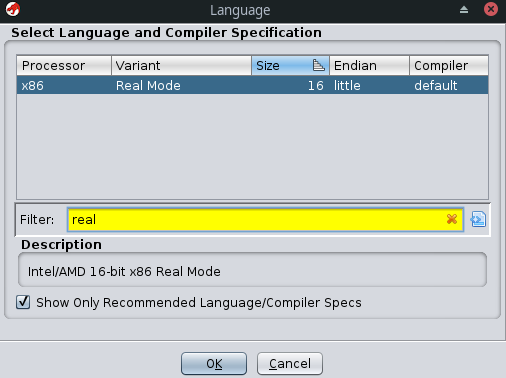 Language
Select Language and Compiler Specification
Processor Variant Size Endian Compiler
x86 Real Mode 16 little default
Filter: real
Description
Intel/AMD 16-bit x86 Real Mode
Show Only Recommended Language/Compiler Specs
OK Cancel